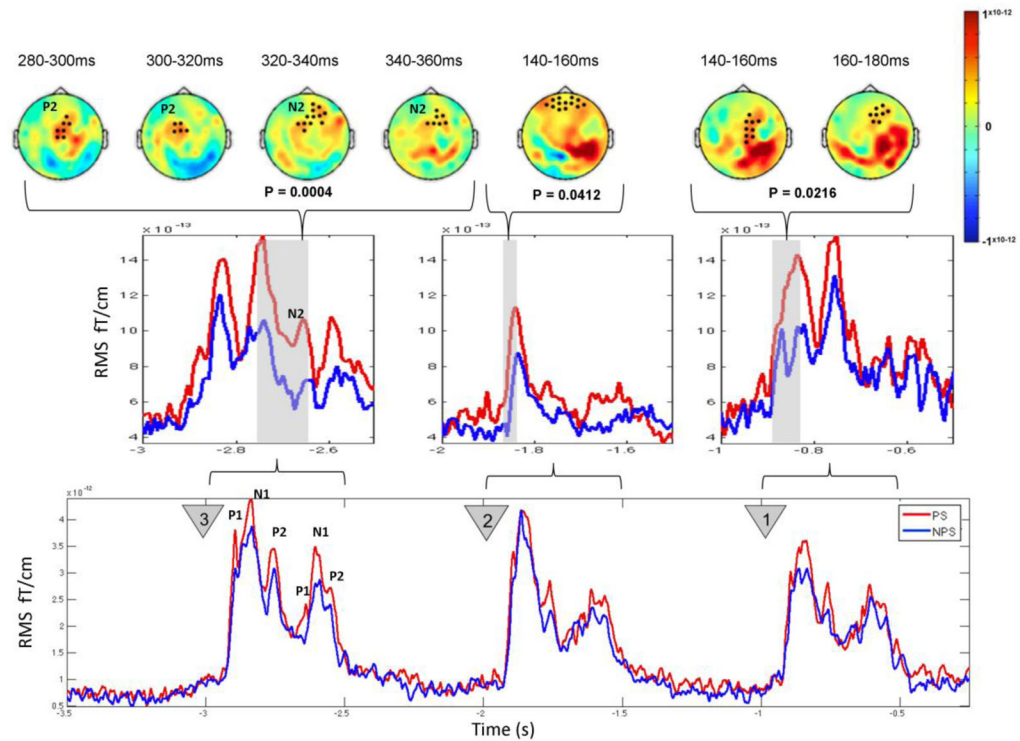 280-300ms 300-320ms 320-340ms 340-360ms 140-160ms 140-160ms 160-180ms
1x10-12
0
-1x10-12
P2 P2 N2 N2
P = 0.0004 P = 0.0412 P = 0.0216
x 10 -13 x 10 -13 x 10 -13
RMS fT/cm
14 14 14
12 12 12
10 10 10
8 8 8
6 6 6
4 4 4
N2
-3 -2.8 -2.6 -2 -1.8 -1.6 -1 -0.8 -0.6
x 10 -12
RMS fT/cm
4
3.5
3
2.5
2
1.5
1
0.5
3 2 1
P1 N1 P2 P1 N1 P2
PS
NPS
-3.5 -3 -2.5 -2 -1.5 -1 -0.5
Time (s)